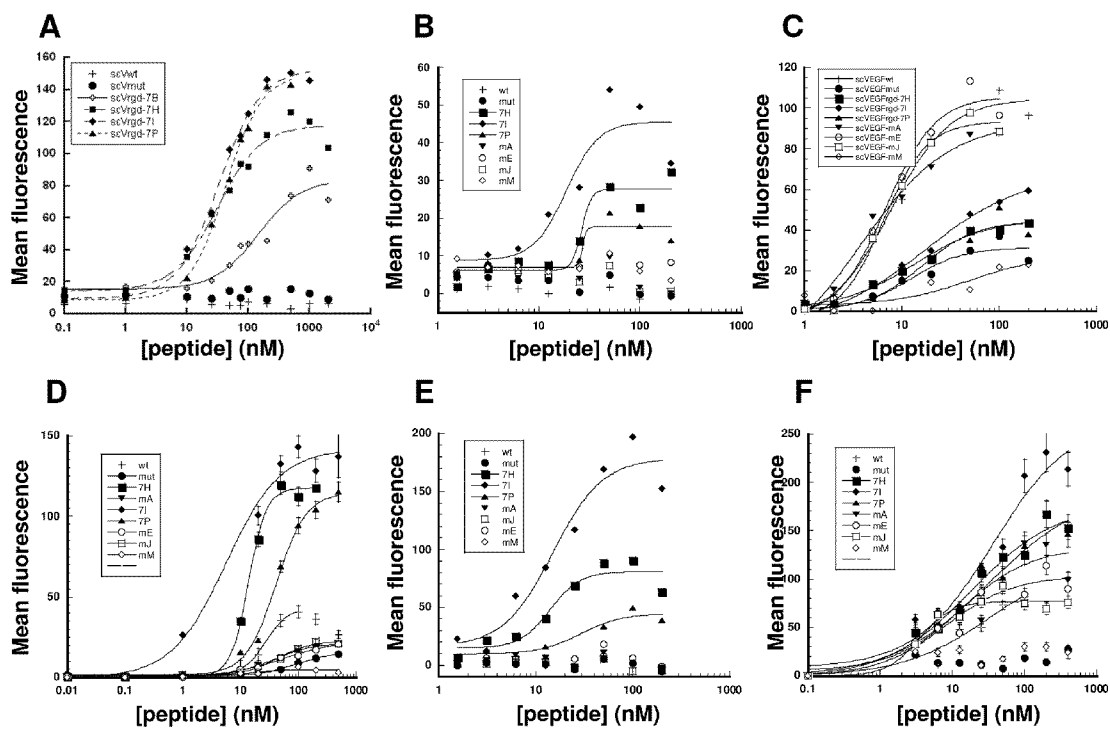 A
Mean fluorescence
160
140
120
100
80
60
40
20
0
scVwt
scVmut
scVrgd-7B
scVrgd-7H
scVrgd-7I
scVrgd-7P
0.1
1
10
100
1000
10⁴
[peptide] (nM)
B
Mean fluorescence
60
50
40
30
20
10
0
wt
mut
7H
7I
7P
mA
mE
mJ
mM
1
10
100
1000
[peptide] (nM)
C
Mean fluorescence
120
100
80
60
40
20
0
scVEGFwt
scVEGFmut
scVEGFrgd-7H
scVEGFrgd-7I
scVEGFrgd-7P
scVEGF-mA
scVEGF-mE
scVEGF-mJ
scVEGF-mM
1
10
100
1000
[peptide] (nM)
D
Mean fluorescence
150
100
50
0
wt
mut
7H
mA
7I
7P
mE
mJ
mM
0.01
0.1
1
10
100
1000
[peptide] (nM)
E
Mean fluorescence
200
150
100
50
0
wt
mut
7H
7I
7P
mA
mJ
mE
mM
1
10
100
1000
[peptide] (nM)
F
Mean fluorescence
250
200
150
100
50
0
wt
mut
7H
7I
7P
mA
mE
mJ
mM
0.1
1
10
100
1000
[peptide] (nM)